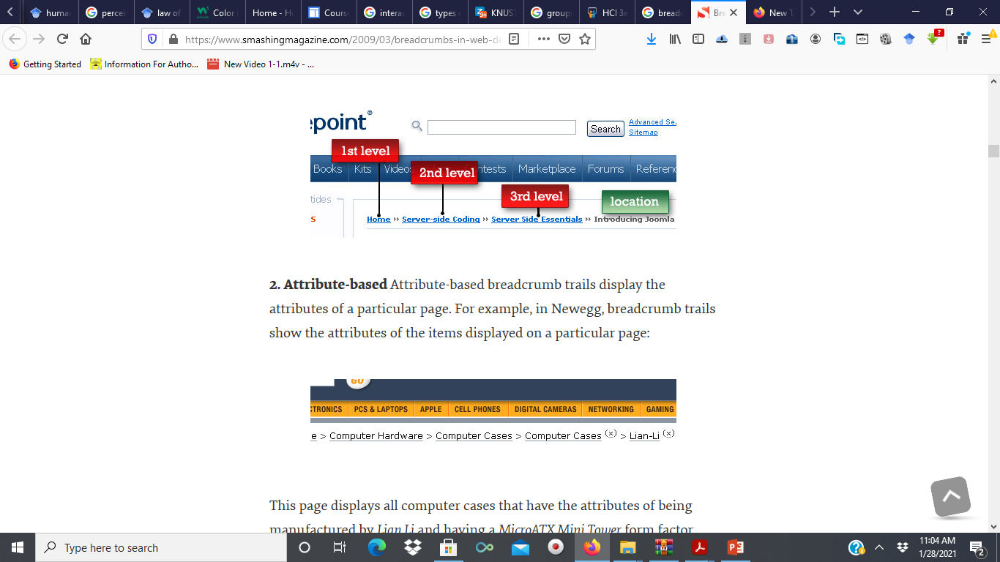 human
percei
law of
Color
Home - H
Course
interac
types o
KNUST
groupi
HCI 3e
breadc
Bre
New T
https://www.smashingmagazine.com/2009/03/breadcrumbs-in-web-de
Getting Started
Information For Autho...
New Video 1-1.m4v - ...
epoint®
Search
Advanced Se
Sitemap
1st level
Books Kits Videos ntests Marketplace Forums Referenc
2nd level
3rd level
location
tides
s
Home » Server-side Coding » Server Side Essentials » Introducing Joomla
2. Attribute-based Attribute-based breadcrumb trails display the
attributes of a particular page. For example, in Newegg, breadcrumb trails
show the attributes of the items displayed on a particular page:
GO
CTRONICS PCS & LAPTOPS APPLE CELL PHONES DIGITAL CAMERAS NETWORKING GAMING
e > Computer Hardware > Computer Cases > Computer Cases (x) > Lian-Li (x)
This page displays all computer cases that have the attributes of being
manufactured by Lian Li and having a MicroATX Mini Tower form factor.
Type here to search
11:04 AM
1/28/2021
2